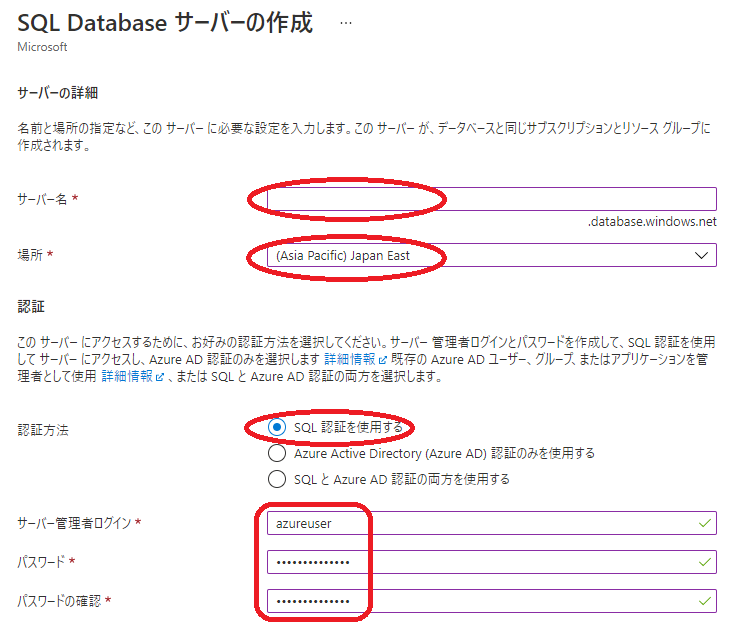 SQL Database サーバーの作成 …
Microsoft
サーバーの詳細
名前と場所の指定など、この サーバー に必要な設定を入力します。この サーバー が、データベースと同じサブスクリプションとリソース グループに
作成されます。
サーバー名 *
.database.windows.net
場所 *
(Asia Pacific) Japan East
認証
この サーバー にアクセスするために、お好みの認証方法を選択してください。サーバー 管理者ログインとパスワードを作成して、SQL 認証を使用
して サーバー にアクセスし、Azure AD 認証のみを選択します 詳細情報 既存の Azure AD ユーザー、グループ、またはアプリケーションを管
理者として使用 詳細情報 、または SQL と Azure AD 認証の両方を選択します。
認証方法
SQL 認証を使用する
Azure Active Directory (Azure AD) 認証のみを使用する
SQL と Azure AD 認証の両方を使用する
サーバー管理者ログイン *
azureuser
パスワード *
••••••••••••••
パスワードの確認 *
••••••••••••••